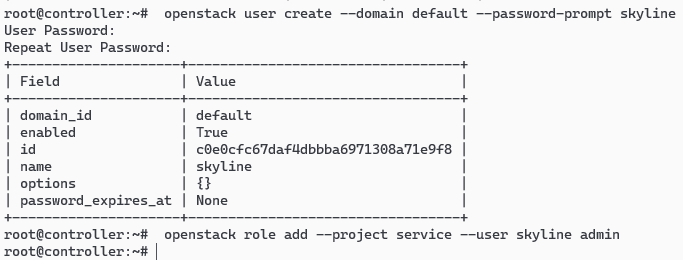 root@controller:~#  openstack user create --domain default --password-prompt skyline
User Password:
Repeat User Password:
+---------------------+----------------------------------+
| Field               | Value                            |
+---------------------+----------------------------------+
| domain_id           | default                          |
| enabled             | True                             |
| id                  | c0e0cfc67daf4dbbba6971308a71e9f8 |
| name                | skyline                          |
| options             | {}                               |
| password_expires_at | None                             |
+---------------------+----------------------------------+
root@controller:~#  openstack role add --project service --user skyline admin
root@controller:~#